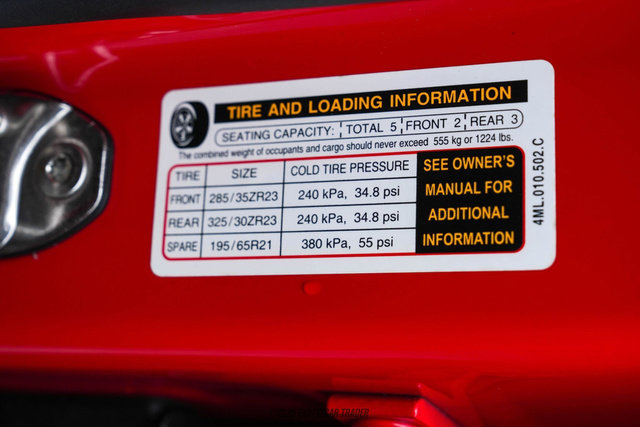 TIRE AND LOADING INFORMATION
SEATING CAPACITY: TOTAL 5 FRONT 2 REAR 3
The combined weight of occupants and cargo should never exceed 555 kg or 1224 lbs.
TIRE SIZE COLD TIRE PRESSURE
FRONT 285/35ZR23 240 kPa, 34.8 psi
REAR 325/30ZR23 240 kPa, 34.8 psi
SPARE 195/65R21 380 kPa, 55 psi
SEE OWNER'S
MANUAL FOR
ADDITIONAL
INFORMATION
4ML.010.502.C